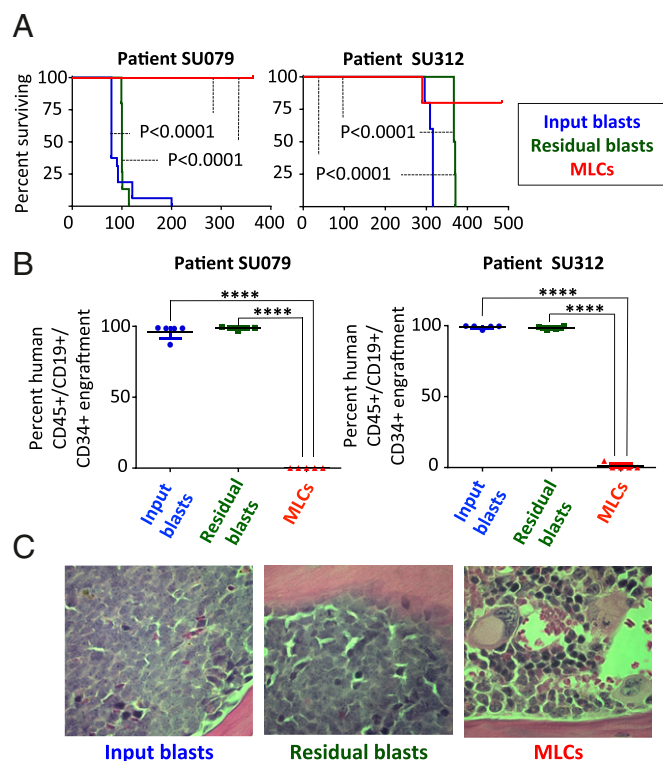 A
Patient SU079
Patient SU312
Percent surviving
100
75
50
25
P<0.0001
P<0.0001
0 100 200 300 400
100
75
50
25
P<0.0001
P<0.0001
0 100 200 300 400 500
Input blasts
Residual blasts
MLCs
B
Patient SU079
Patient SU312
Percent human
CD45+/CD19+/
CD34+ engraftment
100
50
0
****
****
Input
blasts
Residual
blasts
MLCs
Percent human
CD45+/CD19+/
CD34+ engraftment
100
50
0
****
****
Input
blasts
Residual
blasts
MLCs
C
Input blasts
Residual blasts
MLCs